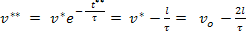 v** = v*e^(-t**/τ) = v* - l/τ = v_o - 2l/τ